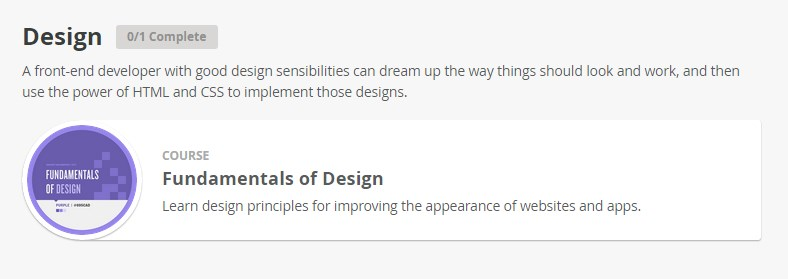 Design
0/1 Complete
A front-end developer with good design sensibilities can dream up the way things should look and work, and then
use the power of HTML and CSS to implement those designs.
FUNDAMENTALS
OF DESIGN
COURSE
Fundamentals of Design
Learn design principles for improving the appearance of websites and apps.